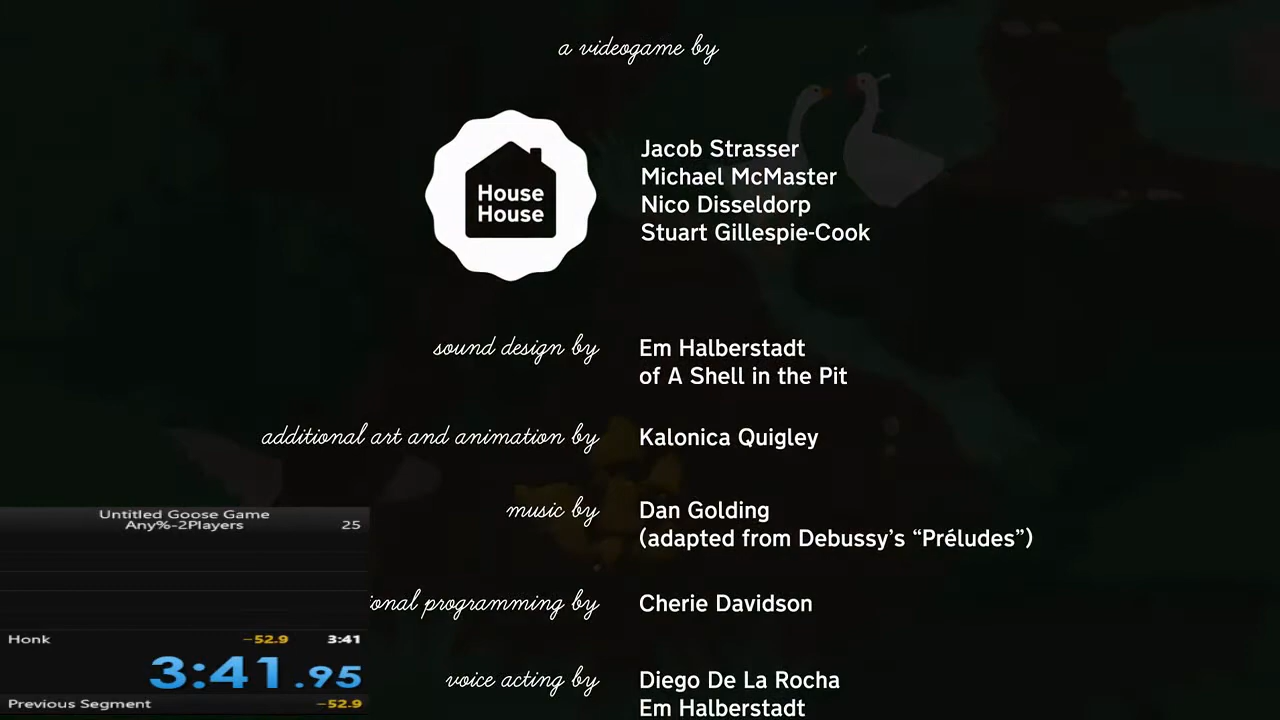 a videogame by
House
House
Jacob Strasser
Michael McMaster
Nico Disseldorp
Stuart Gillespie-Cook
sound design by
Em Halberstadt
of A Shell in the Pit
additional art and animation by
Kalonica Quigley
music by
Dan Golding
(adapted from Debussy’s “Préludes”)
programming by
Cherie Davidson
voice acting by
Diego De La Rocha
Em Halberstadt
Untitled Goose Game
Any%-2Players 25
Honk -52.9 3:41
3:41.95
Previous Segment -52.9